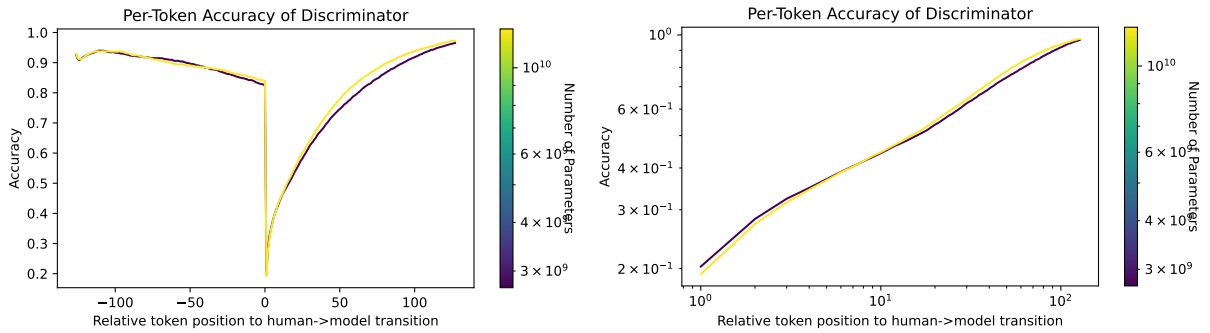 Per-Token Accuracy of Discriminator
1.0
0.9
0.8
0.7
0.6
0.5
0.4
0.3
0.2
Accuracy
−100
−50
0
50
100
Relative token position to human->model transition
10¹⁰
6 × 10⁹
4 × 10⁹
3 × 10⁹
Number of Parameters
Per-Token Accuracy of Discriminator
10⁰
6 × 10⁻¹
4 × 10⁻¹
3 × 10⁻¹
2 × 10⁻¹
Accuracy
10⁰
10¹
10²
Relative token position to human->model transition
10¹⁰
6 × 10⁹
4 × 10⁹
3 × 10⁹
Number of Parameters